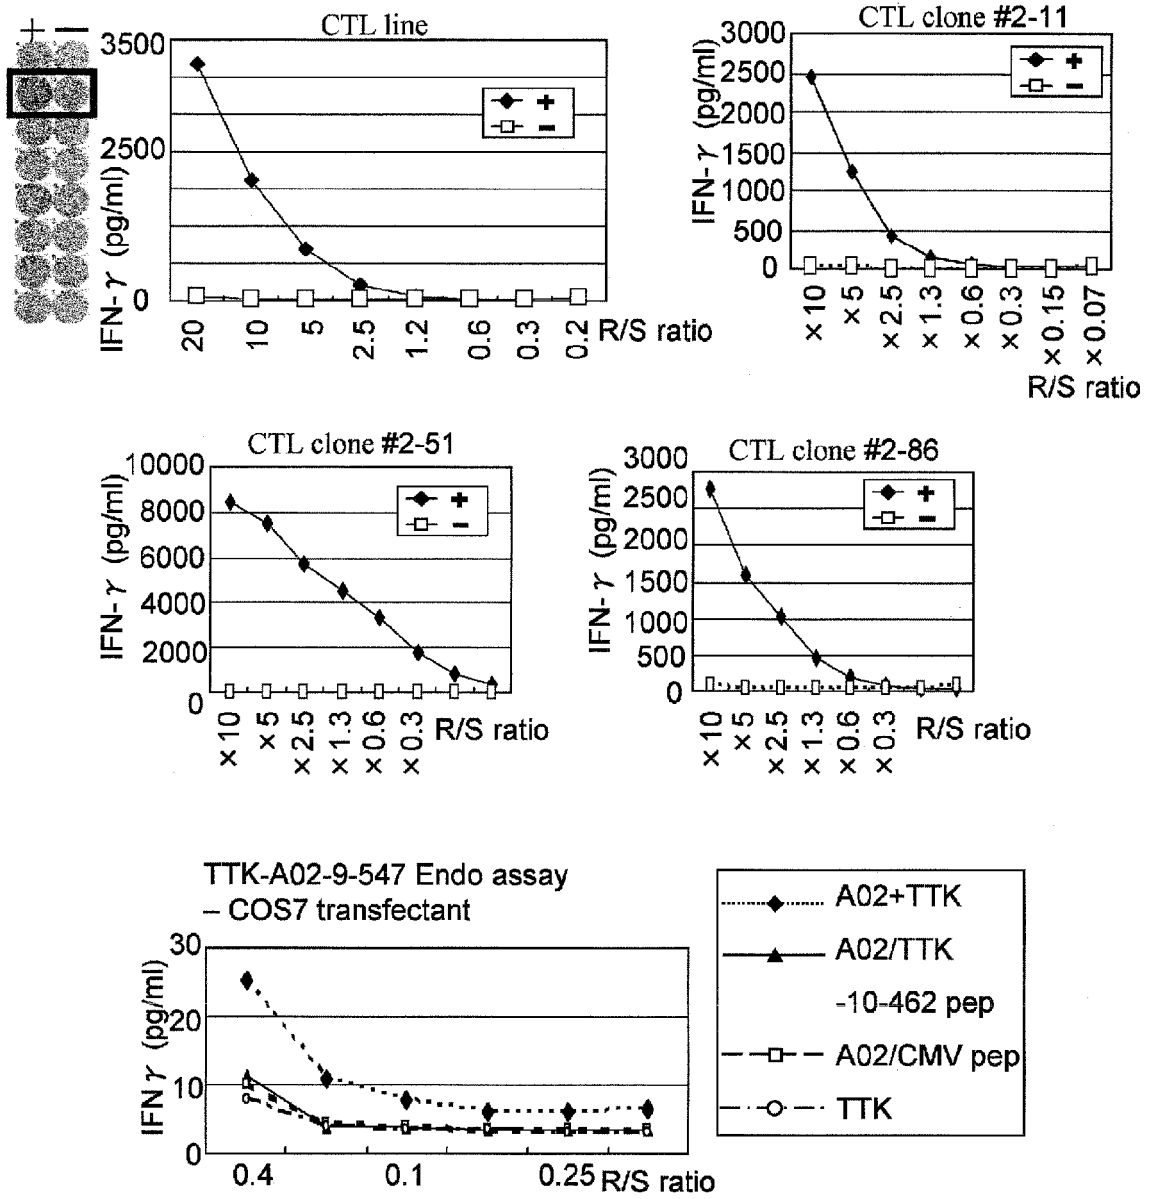 + −
CTL line
3500
2500
0
IFN-γ (pg/ml)
+
−
20 10 5 2.5 1.2 0.6 0.3 0.2 R/S ratio
CTL clone #2-11
3000
2500
2000
1500
1000
500
0
IFN-γ (pg/ml)
+
−
×10 ×5 ×2.5 ×1.3 ×0.6 ×0.3 ×0.15 ×0.07
R/S ratio
CTL clone #2-51
10000
8000
6000
4000
2000
0
IFN-γ (pg/ml)
+
−
×10 ×5 ×2.5 ×1.3 ×0.6 ×0.3 R/S ratio
CTL clone #2-86
3000
2500
2000
1500
1000
500
0
IFN-γ (pg/ml)
+
−
×10 ×5 ×2.5 ×1.3 ×0.6 ×0.3 R/S ratio
TTK-A02-9-547 Endo assay
– COS7 transfectant
30
20
10
0
IFNγ (pg/ml)
0.4 0.1 0.25 R/S ratio
A02+TTK
A02/TTK
-10-462 pep
A02/CMV pep
TTK